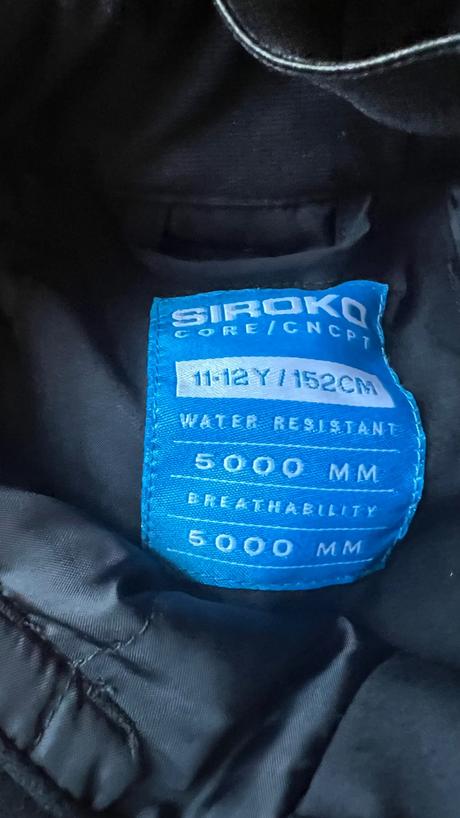 SIROKO
CORE/CNCPT
11-12 Y / 152CM
WATER RESISTANT
5000 MM
BREATHABILITY
5000 MM